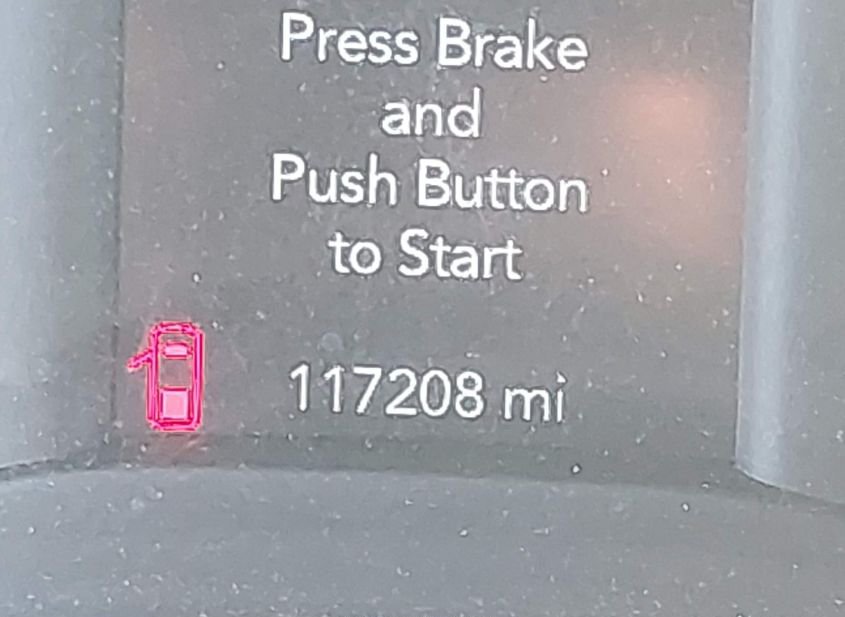 Press Brake
and
Push Button
to Start
117208 mi